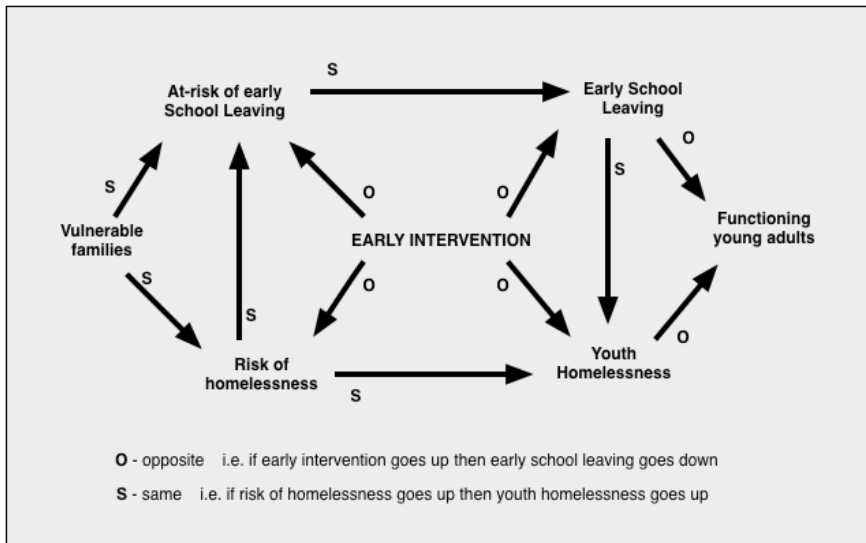 S
At-risk of early
School Leaving
Early School
Leaving
O
S
S
O
O
Vulnerable
families
EARLY INTERVENTION
Functioning
young adults
S
O
O
S
Risk of
homelessness
Youth
Homelessness
O
S
O - opposite i.e. if early intervention goes up then early school leaving goes down
S - same i.e. if risk of homelessness goes up then youth homelessness goes up